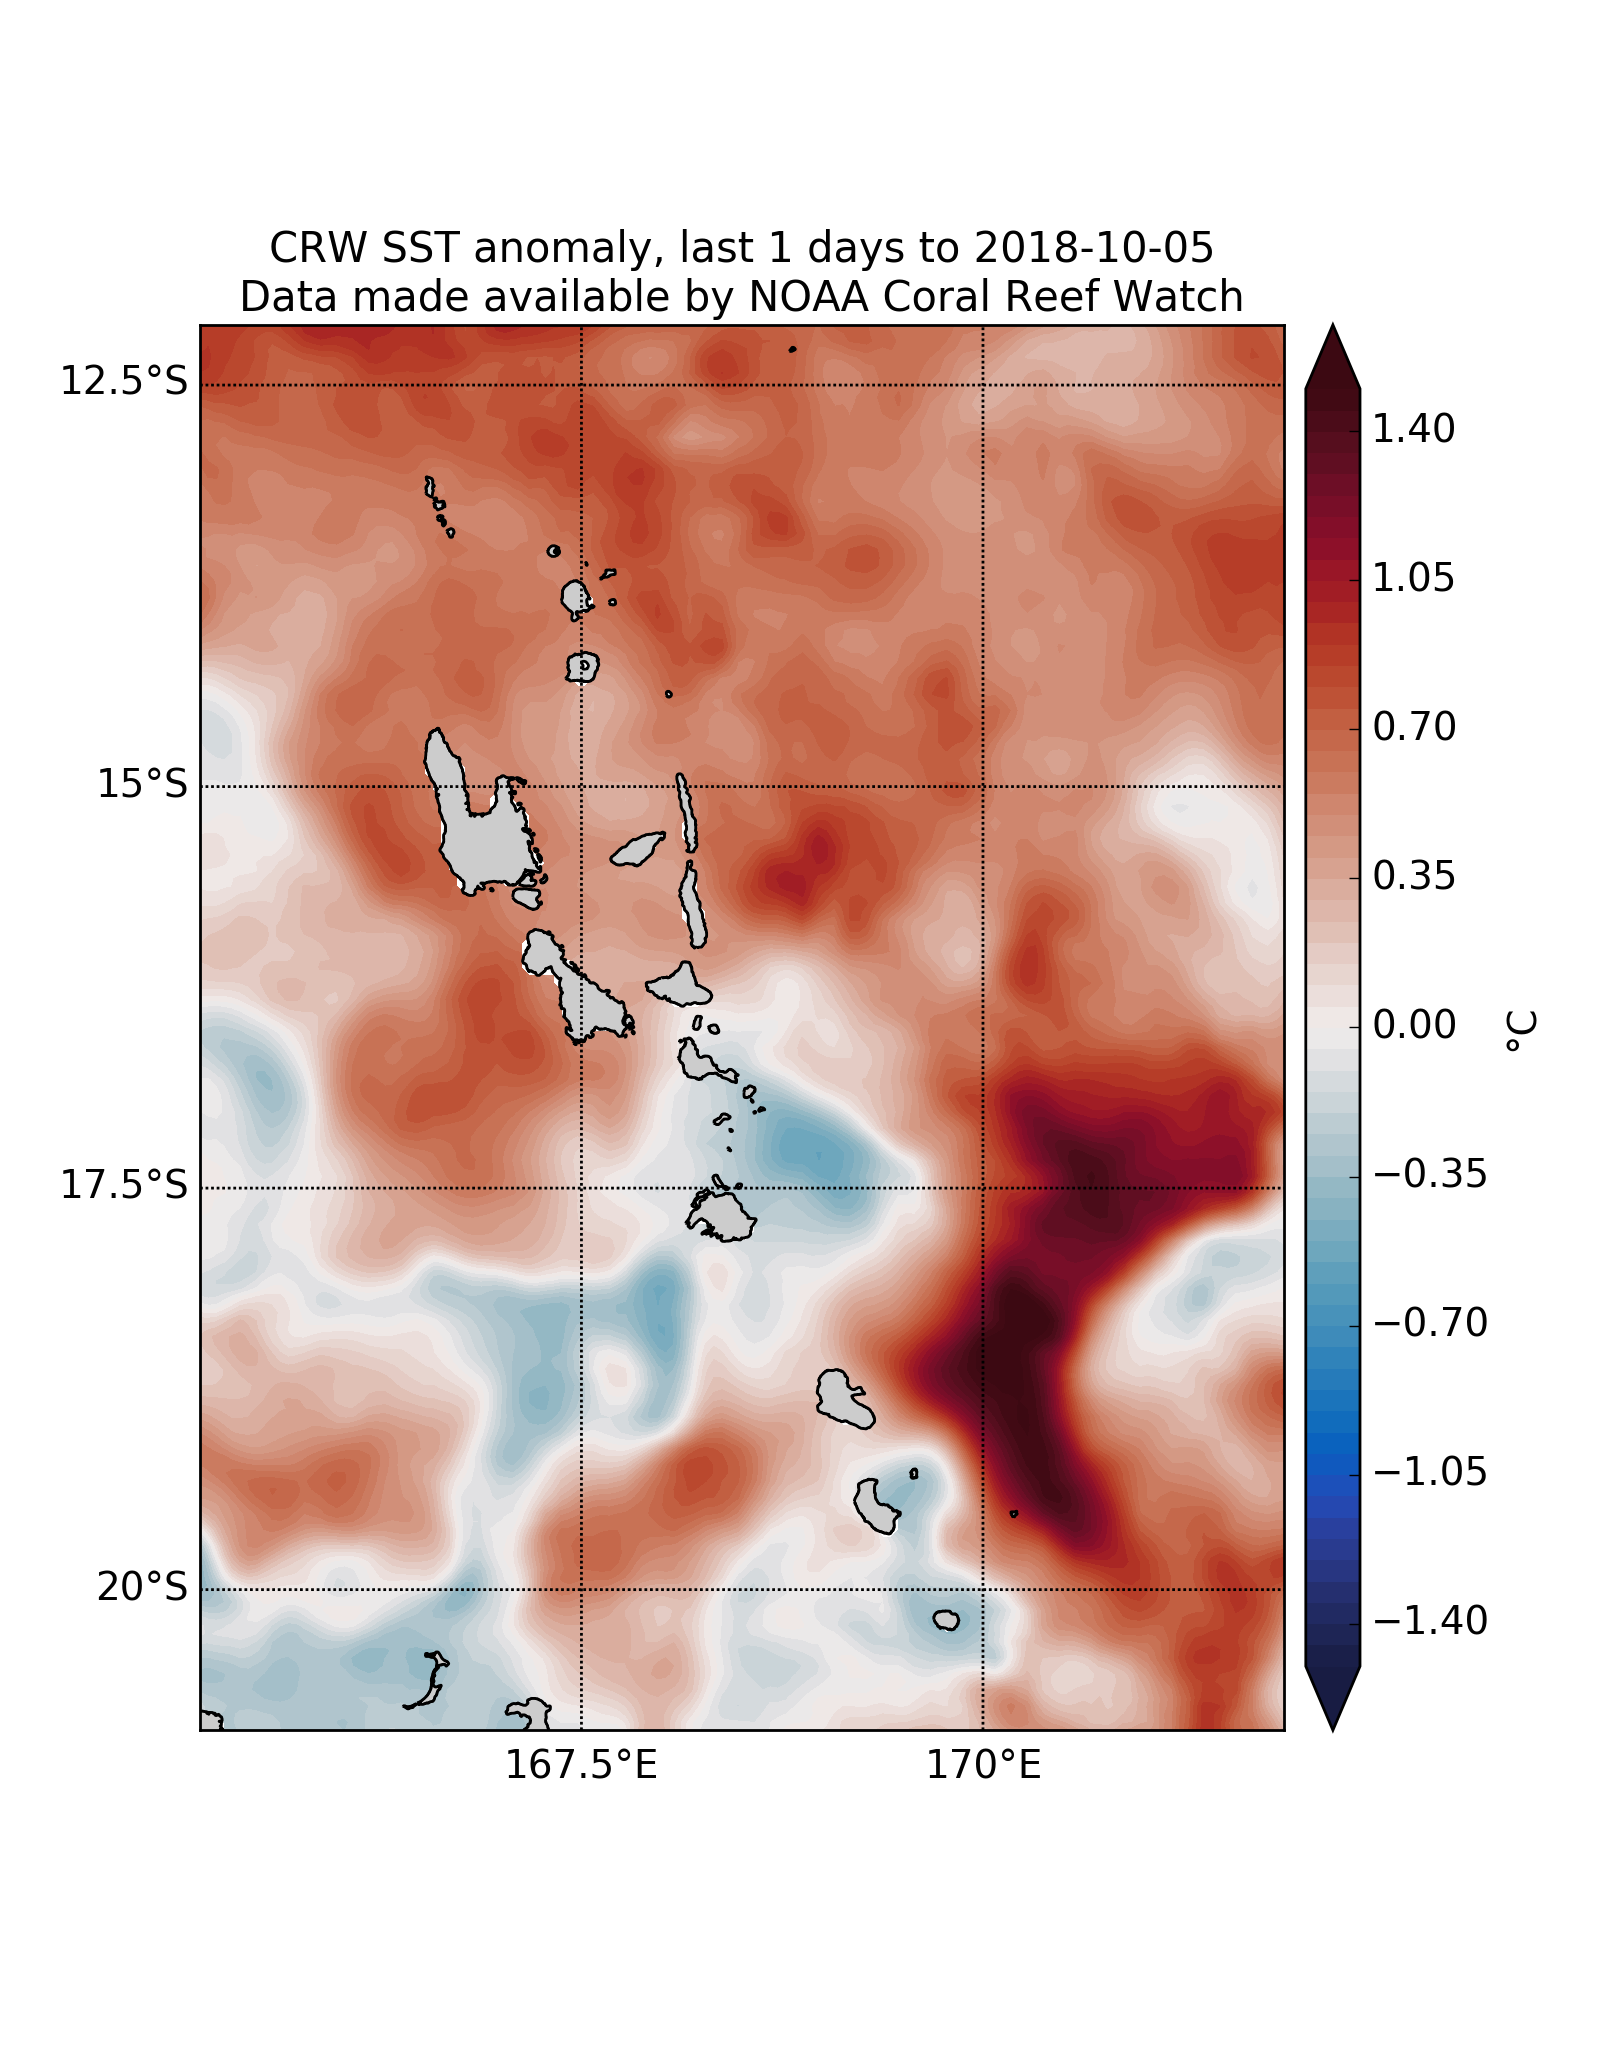 CRW SST anomaly, last 1 days to 2018-10-05
Data made available by NOAA Coral Reef Watch
12.5°S
15°S
17.5°S
20°S
167.5°E
170°E
1.40
1.05
0.70
0.35
0.00
−0.35
−0.70
−1.05
−1.40
°C